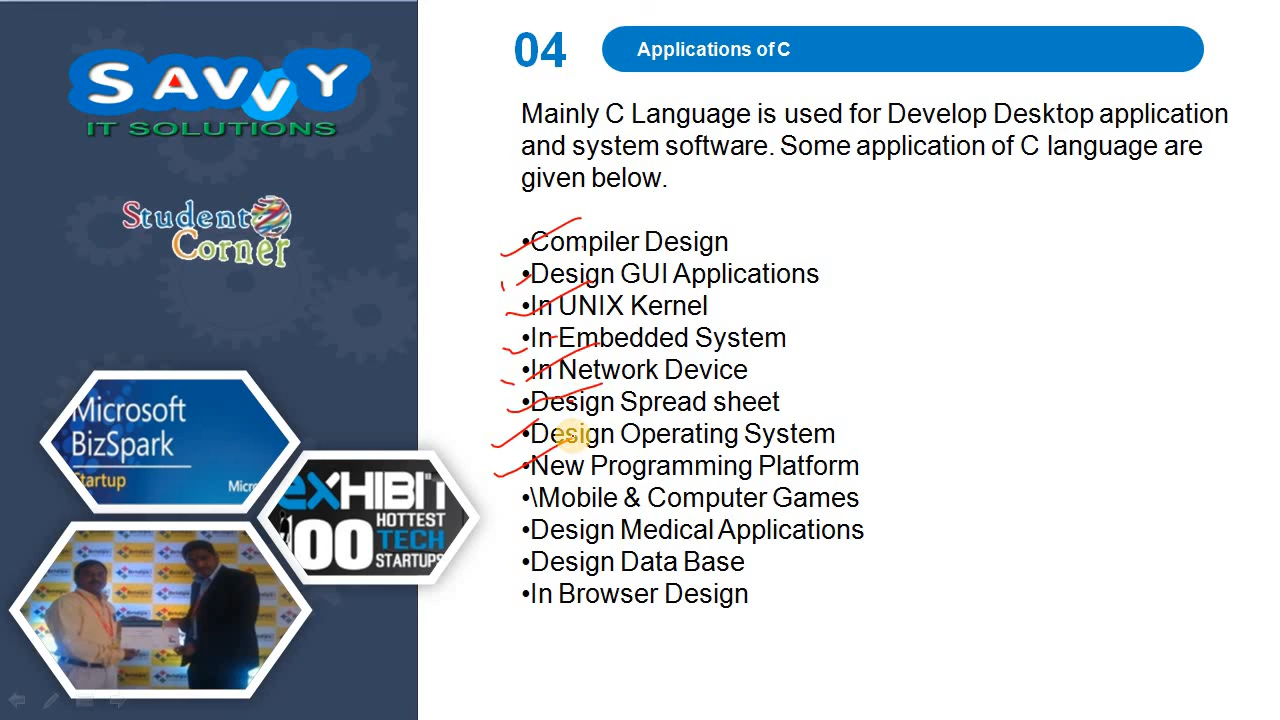 SAVVY
IT SOLUTIONS
Student
Corner
Microsoft
BizSpark
Startup
Micr
eXHIBIT
100
HOTTEST
TECH
STARTUPS
04
Applications of C
Mainly C Language is used for Develop Desktop application
and system software. Some application of C language are
given below.
•Compiler Design
•Design GUI Applications
•In UNIX Kernel
•In Embedded System
•In Network Device
•Design Spread sheet
•Design Operating System
•New Programming Platform
•\Mobile & Computer Games
•Design Medical Applications
•Design Data Base
•In Browser Design